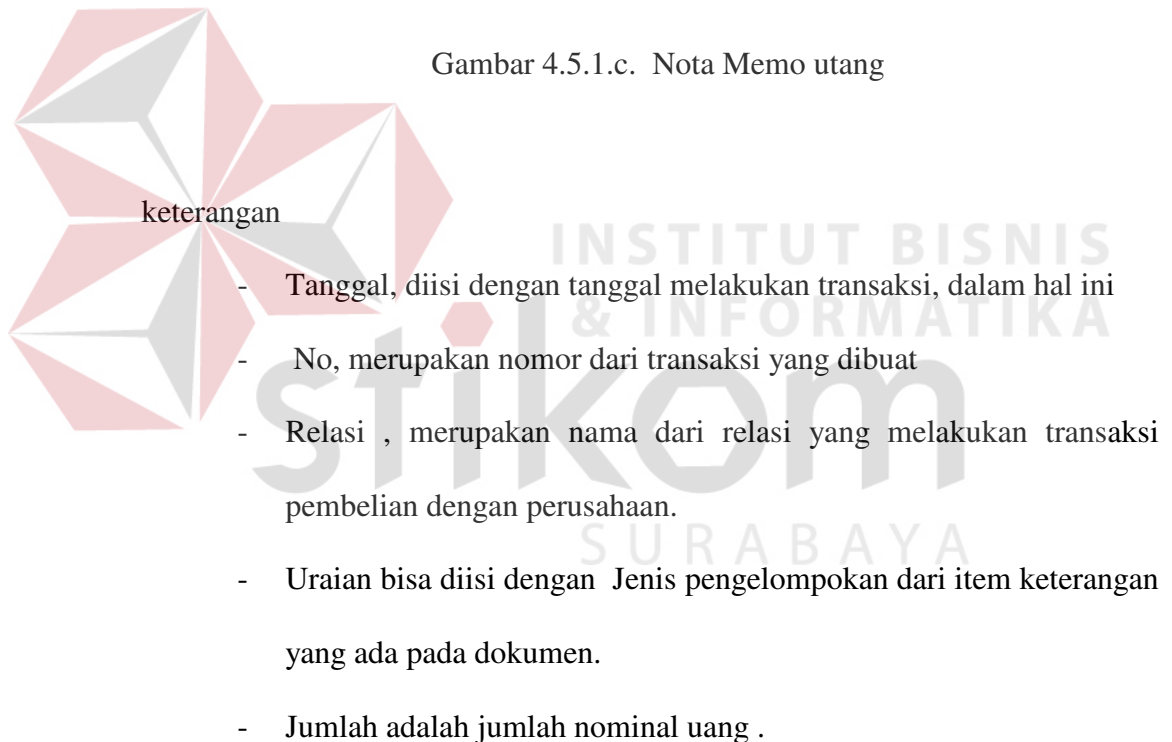 Gambar 4.5.1.c. Nota Memo utang
keterangan
INSTITUT BISNIS
- Tanggal, diisi dengan tanggal melakukan transaksi, dalam hal ini
& INFORMATIKA
- No, merupakan nomor dari transaksi yang dibuat
stikom
- Relasi , merupakan nama dari relasi yang melakukan transaksi
pembelian dengan perusahaan.
SURABAYA
- Uraian bisa diisi dengan Jenis pengelompokan dari item keterangan
yang ada pada dokumen.
- Jumlah adalah jumlah nominal uang .